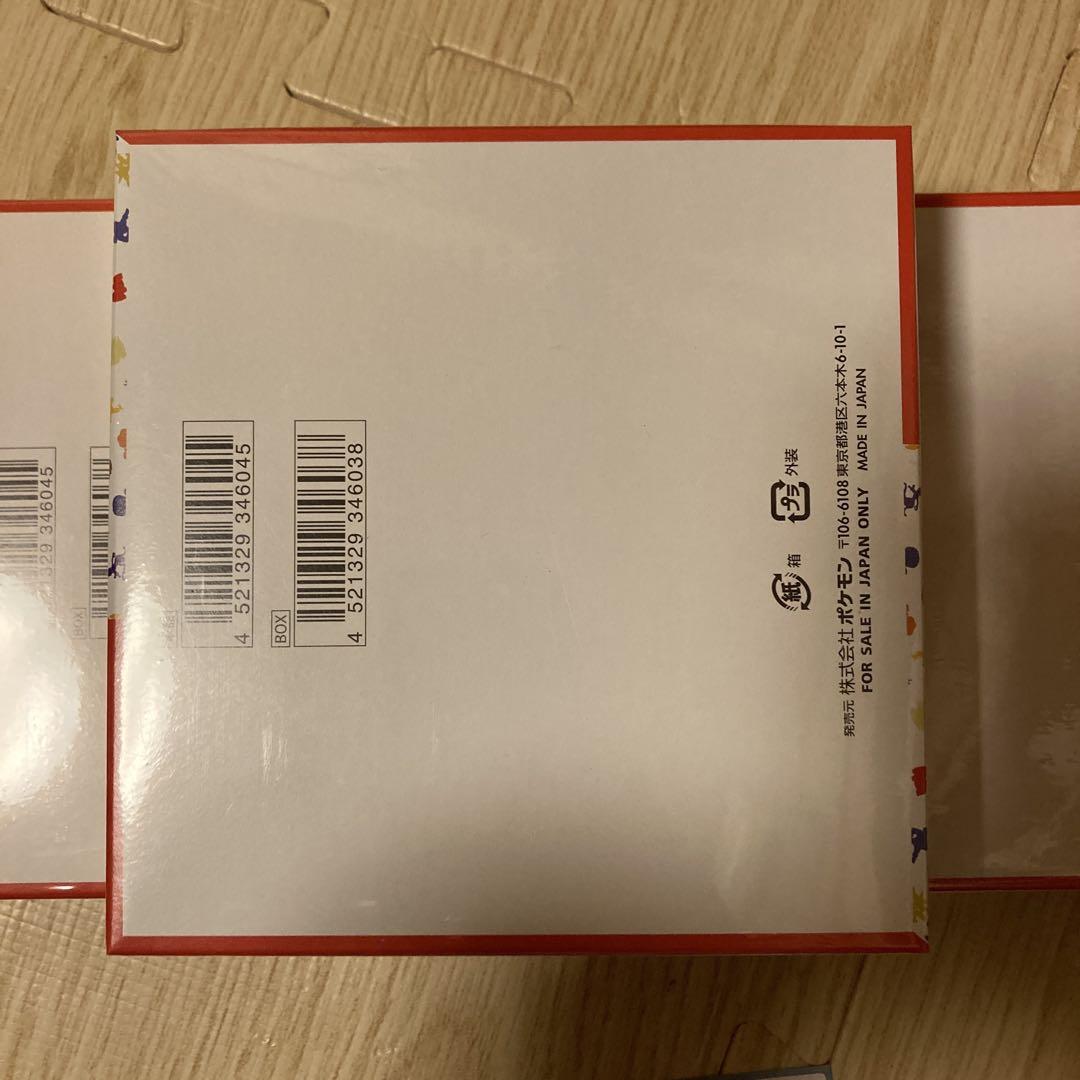 4 521329 346045
BOX
4 521329 346038
紙 箱
プラ 外装
発売元 株式会社 ポケモン 〒106-6108 東京都港区六本木6-10-1
FOR SALE IN JAPAN ONLY MADE IN JAPAN
346045
BOX